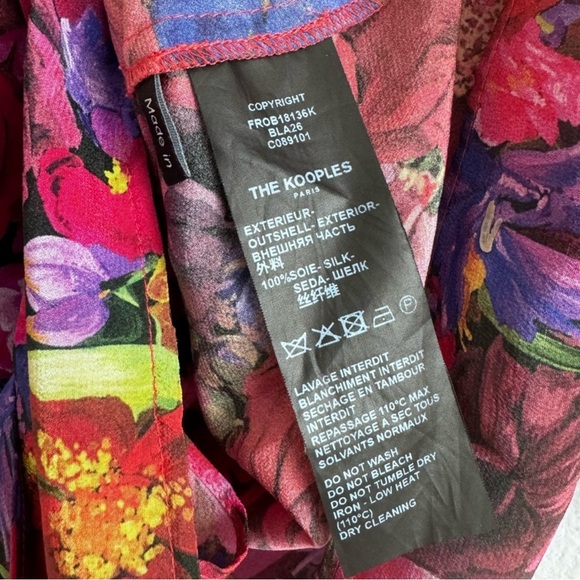 Made in
COPYRIGHT
FROB18136K
BLA26
C089101
THE KOOPLES
PARIS
EXTERIEUR-
OUTSHELL- EXTERIOR-
ВНЕШНЯЯ ЧАСТЬ
外料
100%SOIE- SILK-
SEDA- ШЕЛК
丝纤维
P
LAVAGE INTERDIT
BLANCHIMENT INTERDIT
SECHAGE EN TAMBOUR
INTERDIT
REPASSAGE 110°C MAX
NETTOYAGE A SEC TOUS
SOLVANTS NORMAUX
DO NOT WASH
DO NOT BLEACH
DO NOT TUMBLE DRY
IRON - LOW HEAT
(110°C)
DRY CLEANING